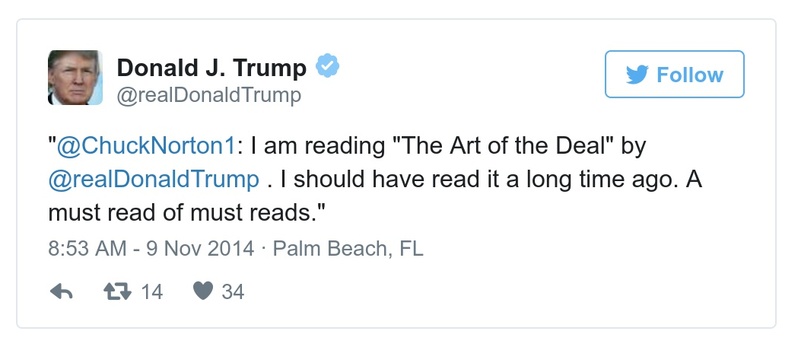 Donald J. Trump
Follow
@realDonaldTrump
"@ChuckNorton1: I am reading "The Art of the Deal" by
@realDonaldTrump . I should have read it a long time ago. A
must read of must reads."
8:53 AM - 9 Nov 2014 · Palm Beach, FL
14 34